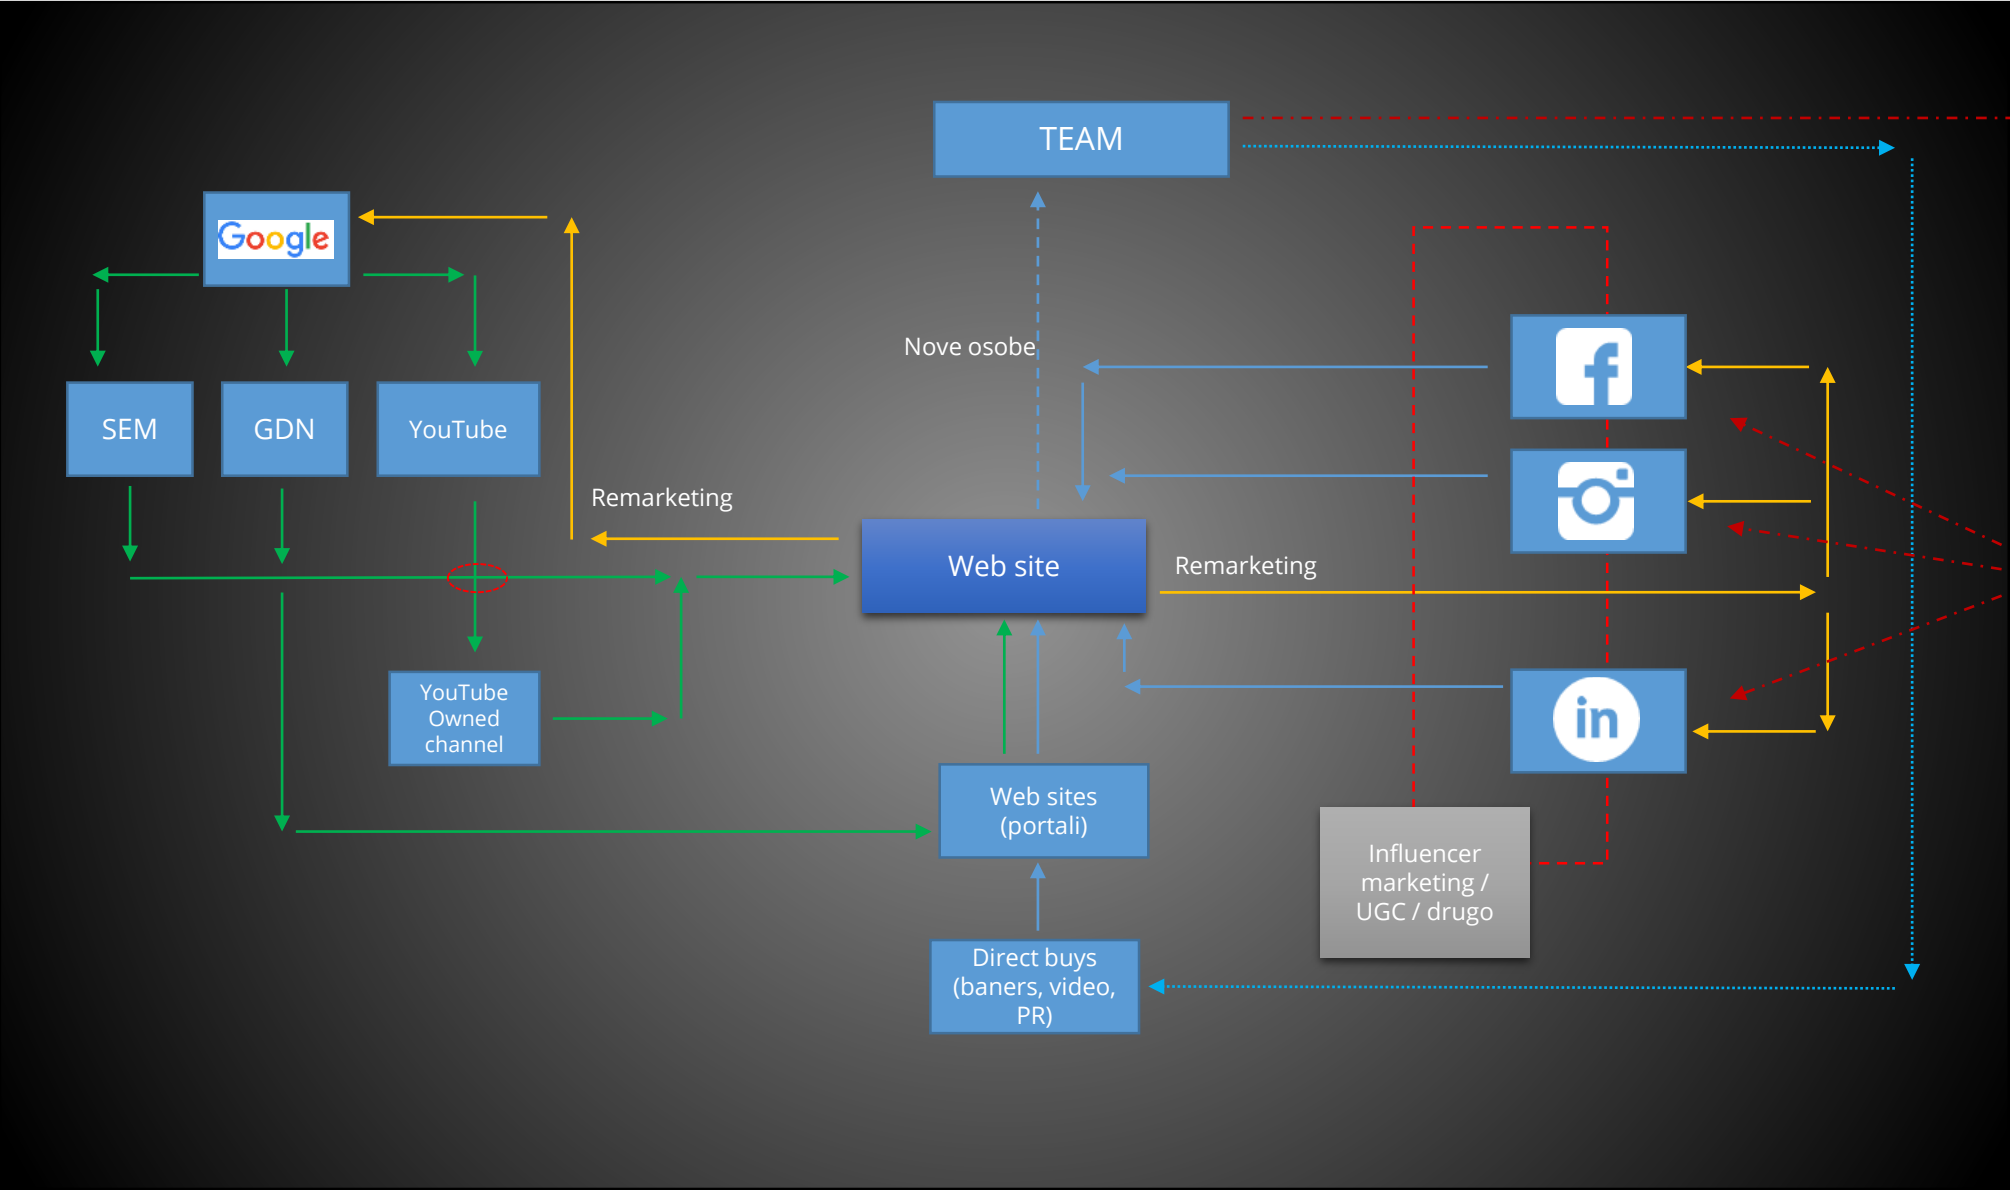 TEAM
Google
Nove osobe
f
SEM
GDN
YouTube
Remarketing
Web site
Remarketing
YouTube
Owned
channel
in
Web sites
(portali)
Influencer
marketing /
UGC / drugo
Direct buys
(baners, video,
PR)